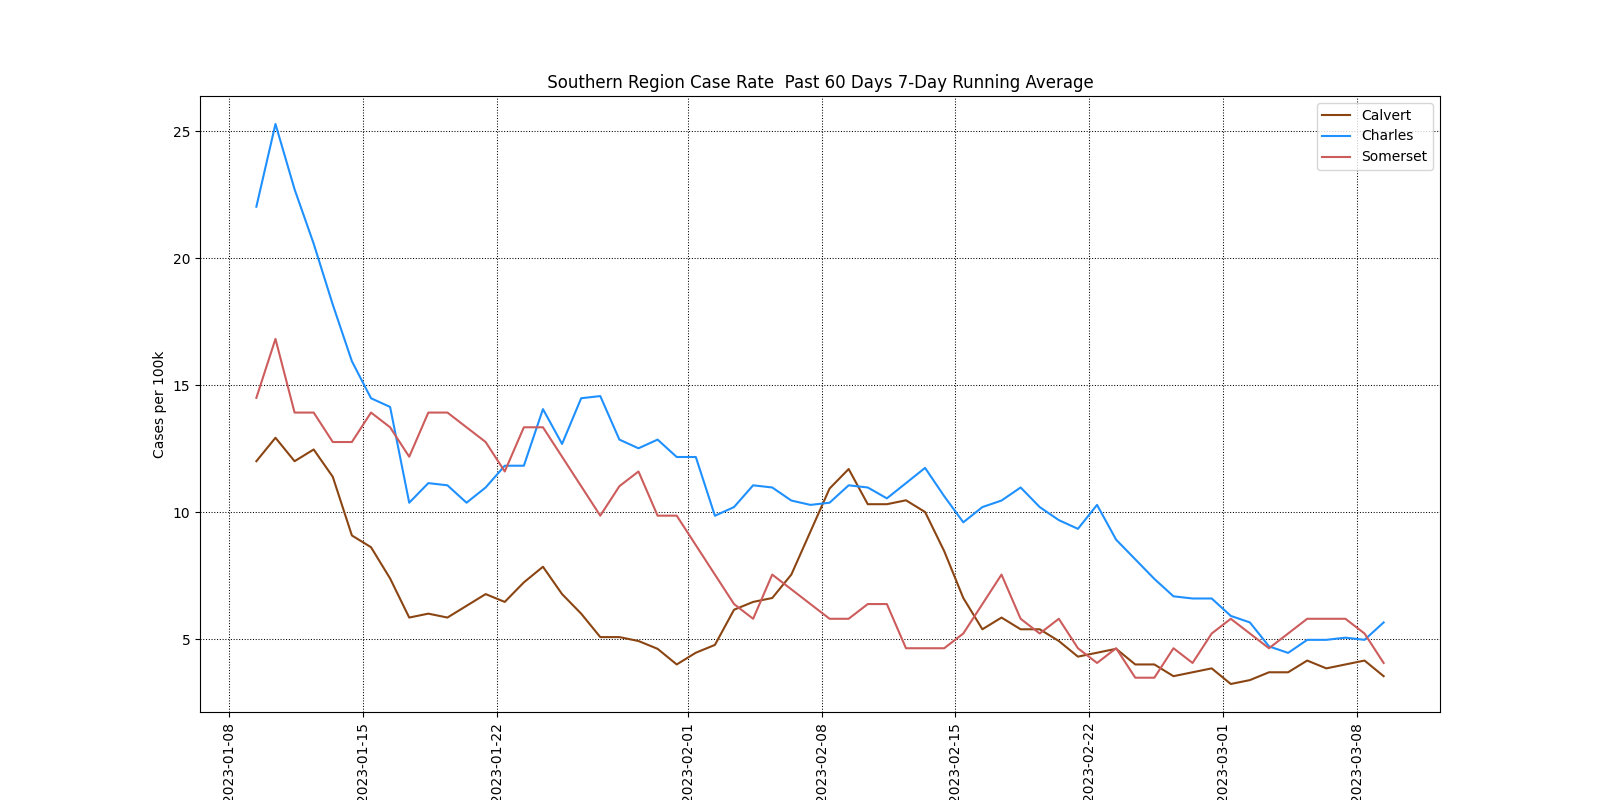 Southern Region Case Rate  Past 60 Days 7-Day Running Average
Calvert
Charles
Somerset
25
20
15
10
5
Cases per 100k
2023-01-08
2023-01-15
2023-01-22
2023-02-01
2023-02-08
2023-02-15
2023-02-22
2023-03-01
2023-03-08